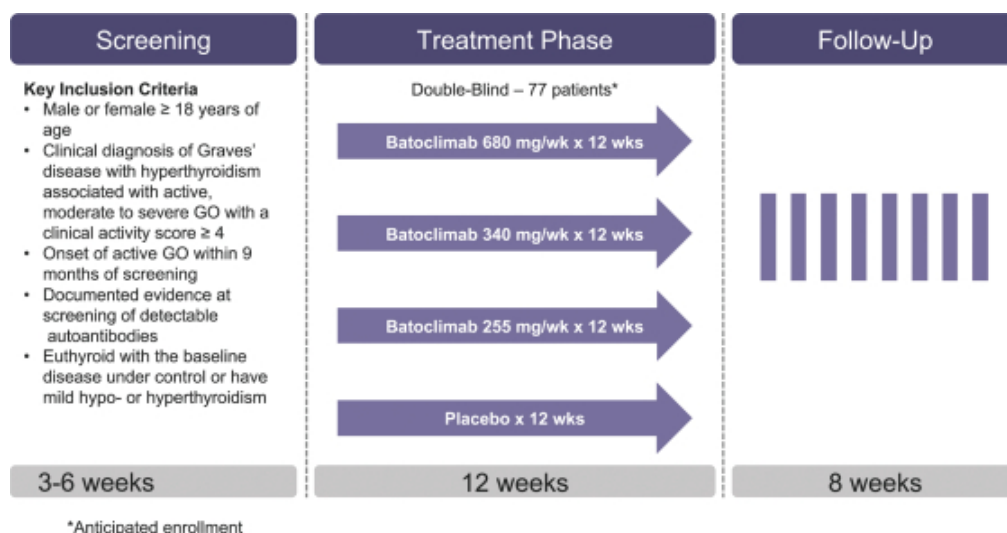 Screening
Treatment Phase
Follow-Up
Key Inclusion Criteria
• Male or female ≥ 18 years of
age
• Clinical diagnosis of Graves'
disease with hyperthyroidism
associated with active,
moderate to severe GO with a
clinical activity score ≥ 4
• Onset of active GO within 9
months of screening
• Documented evidence at
screening of detectable
autoantibodies
• Euthyroid with the baseline
disease under control or have
mild hypo- or hyperthyroidism
Double-Blind – 77 patients*
Batoclimab 680 mg/wk x 12 wks
Batoclimab 340 mg/wk x 12 wks
Batoclimab 255 mg/wk x 12 wks
Placebo x 12 wks
3-6 weeks
12 weeks
8 weeks
*Anticipated enrollment